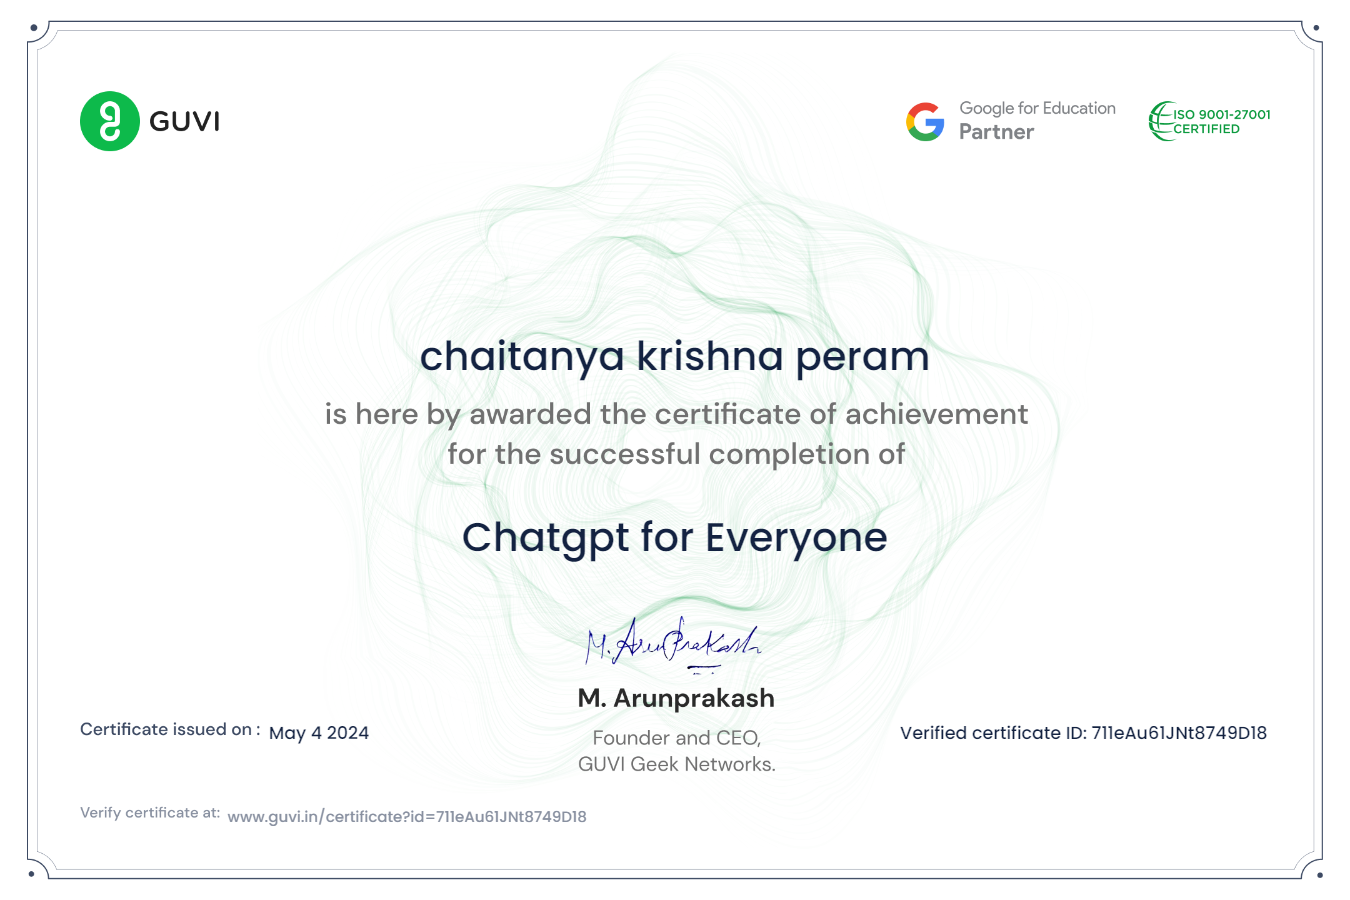 GUVI
Google for Education
Partner
ISO 9001-27001
CERTIFIED
chaitanya krishna peram
is here by awarded the certificate of achievement
for the successful completion of
Chatgpt for Everyone
M. Arunprakash
M. Arunprakash
Founder and CEO,
GUVI Geek Networks.
Certificate issued on : May 4 2024
Verified certificate ID: 711eAu61JNt8749D18
Verify certificate at: www.guvi.in/certificate?id=711eAu61JNt8749D18